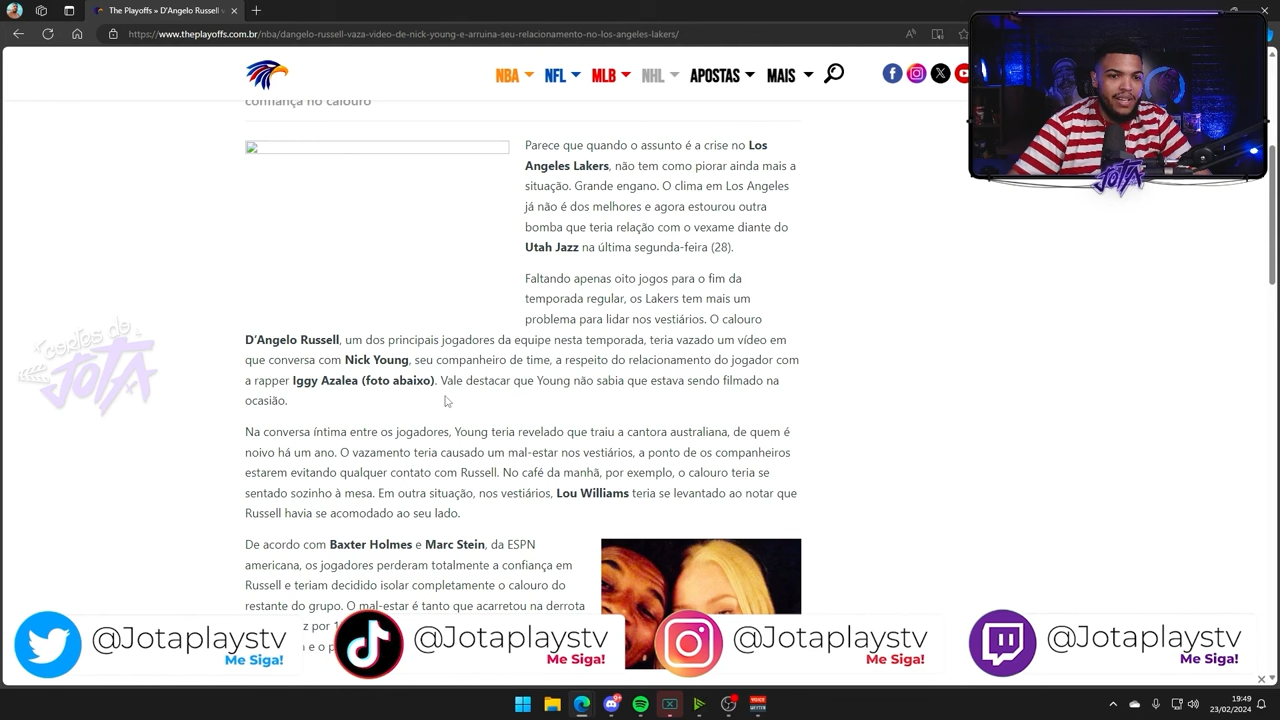 The Playoffs » D'Angelo Russell v
https://www.theplayoffs.com.br/nba/dangelo-russell-vaza-video-de-nick-young-e-arruina-seu-relacionamento-no-los-angeles-lakers/
NBA NFL MLB NHL APOSTAS MAIS
JOTA
confiança no calouro
Parece que quando o assunto é a crise no Los
Angeles Lakers, não tem como piorar ainda mais a
situação. Grande engano. O clima em Los Angeles
já não é dos melhores e agora estourou outra
bomba que teria relação com o vexame diante do
Utah Jazz na última segunda-feira (28).
Faltando apenas oito jogos para o fim da
temporada regular, os Lakers tem mais um
problema para lidar nos vestiários. O calouro
D'Angelo Russell, um dos principais jogadores da equipe nesta temporada, teria vazado um vídeo em
que conversa com Nick Young, seu companheiro de time, a respeito do relacionamento do jogador com
a rapper Iggy Azalea (foto abaixo). Vale destacar que Young não sabia que estava sendo filmado na
ocasião.
cortes do
JOTA
Na conversa íntima entre os jogadores, Young teria revelado que traiu a cantora australiana, de quem é
noivo há um ano. O vazamento teria causado um mal-estar nos vestiários, a ponto de os companheiros
estarem evitando qualquer contato com Russell. No café da manhã, por exemplo, o calouro teria se
sentado sozinho à mesa. Em outra situação, nos vestiários, Lou Williams teria se levantado ao notar que
Russell havia se acomodado ao seu lado.
De acordo com Baxter Holmes e Marc Stein, da ESPN
americana, os jogadores perderam totalmente a confiança em
Russell e teriam decidido isolar completamente o calouro do
restante do grupo. O mal-estar é tanto que acarretou na derrota
z por 1
e o p
@Jotaplaystv @Jotaplaystv @Jotaplaystv @Jotaplaystv
Me Siga! Me Siga! Me Siga! Me Siga!
19:49
23/02/2024